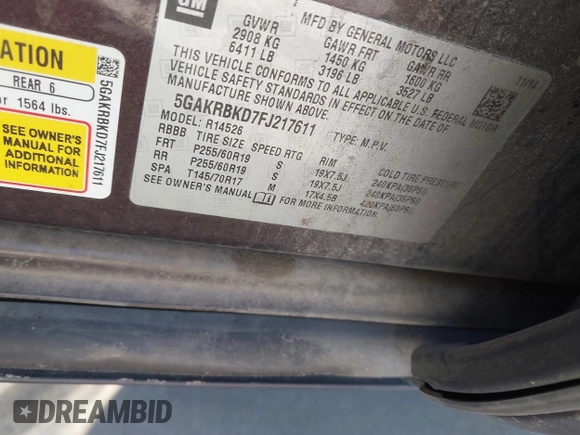 ATION
REAR 6
or 1564 lbs.
SEE OWNER'S
MANUAL FOR
5GAKRBKD7FJ217611
GM
MFD BY GENERAL MOTORS LLC
11/14
GVWR GAWR FRT GAWR RR
2908 KG 1450 KG 1600 KG
6411 LB 3196 LB 3527 LB
THIS VEHICLE CONFORMS TO ALL APPLICABLE U.S. FEDERAL MOTOR
VEHICLE SAFETY STANDARDS IN EFFECT ON THE DATE OF
MANUFACTURE SHOWN ABOVE.
5GAKRBKD7FJ217611 TYPE: M.P.V.
MODEL: R14526
RBBB TIRE SIZE SPEED RTG RIM COLD TIRE PRESSURE
FRT P255/60R19 S 19X7.5J 240KPA(35PSI)
RR P255/60R19 S 19X7.5J 240KPA(35PSI)
SPA T145/70R17 M 17X4.5B 420KPA(60PSI)
SEE OWNER'S MANUAL FOR MORE INFORMATION.
DREAMBID